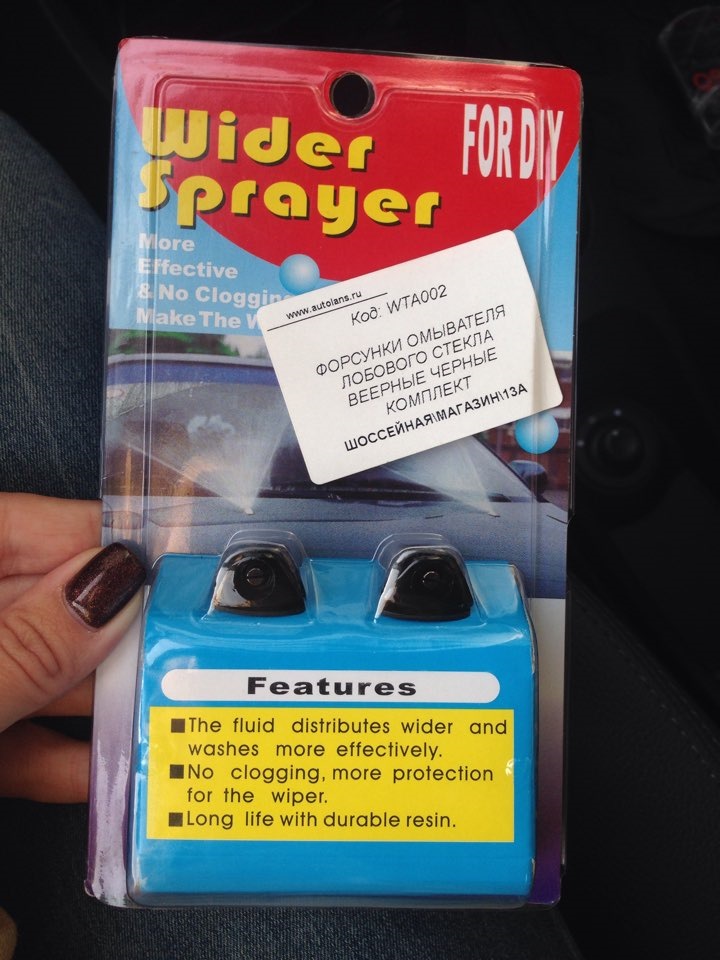 Wider
Sprayer
FOR DIY
More
Effective
& No Clogging
Make The
www.autolans.ru
Код: WTA002
ФОРСУНКИ ОМЫВАТЕЛЯ
ЛОБОВОГО СТЕКЛА
ВЕЕРНЫЕ ЧЕРНЫЕ
КОМПЛЕКТ
ШОССЕЙНАЯ\МАГАЗИН\13А
Features
The fluid distributes wider and
washes more effectively.
No clogging, more protection
for the wiper.
Long life with durable resin.